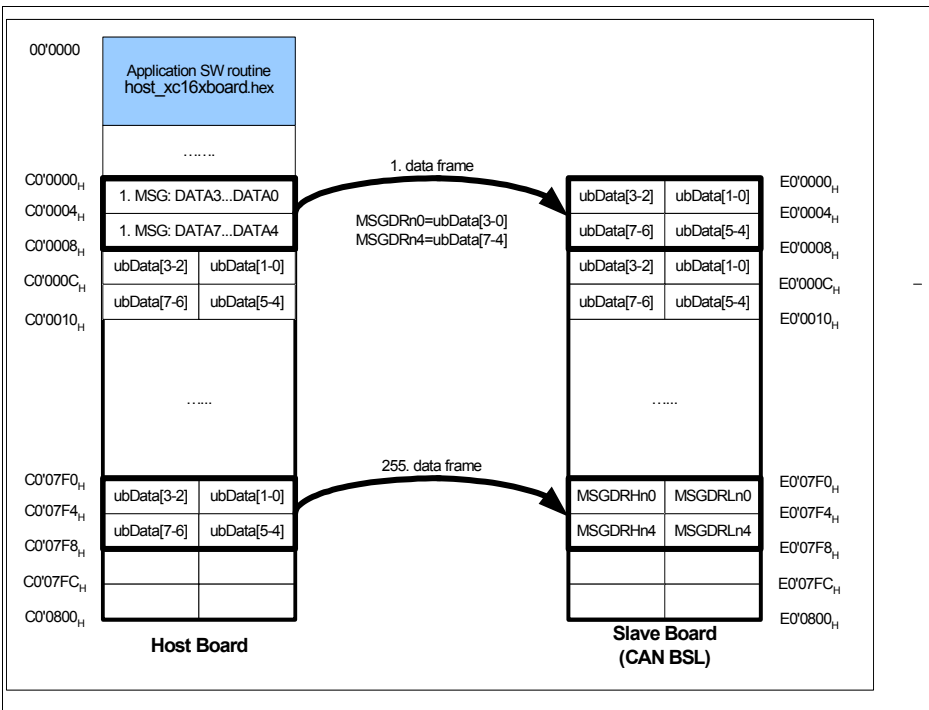 00'0000
Application SW routine
host_xc16xboard.hex
.......
C0'0000H
1. data frame
E0'0000H
1. MSG: DATA3...DATA0
ubData[3-2] ubData[1-0]
C0'0004H
MSGDRn0=ubData[3-0]
E0'0004H
1. MSG: DATA7...DATA4
MSGDRn4=ubData[7-4]
ubData[7-6] ubData[5-4]
C0'0008H
E0'0008H
ubData[3-2] ubData[1-0]
ubData[3-2] ubData[1-0]
C0'000CH
E0'000CH
ubData[7-6] ubData[5-4]
ubData[7-6] ubData[5-4]
C0'0010H
E0'0010H
......
......
255. data frame
C0'07F0H
E0'07F0H
ubData[3-2] ubData[1-0]
MSGDRHn0 MSGDRLn0
C0'07F4H
E0'07F4H
ubData[7-6] ubData[5-4]
MSGDRHn4 MSGDRLn4
C0'07F8H
E0'07F8H
C0'07FCH
E0'07FCH
C0'0800H
E0'0800H
Host Board
Slave Board
(CAN BSL)